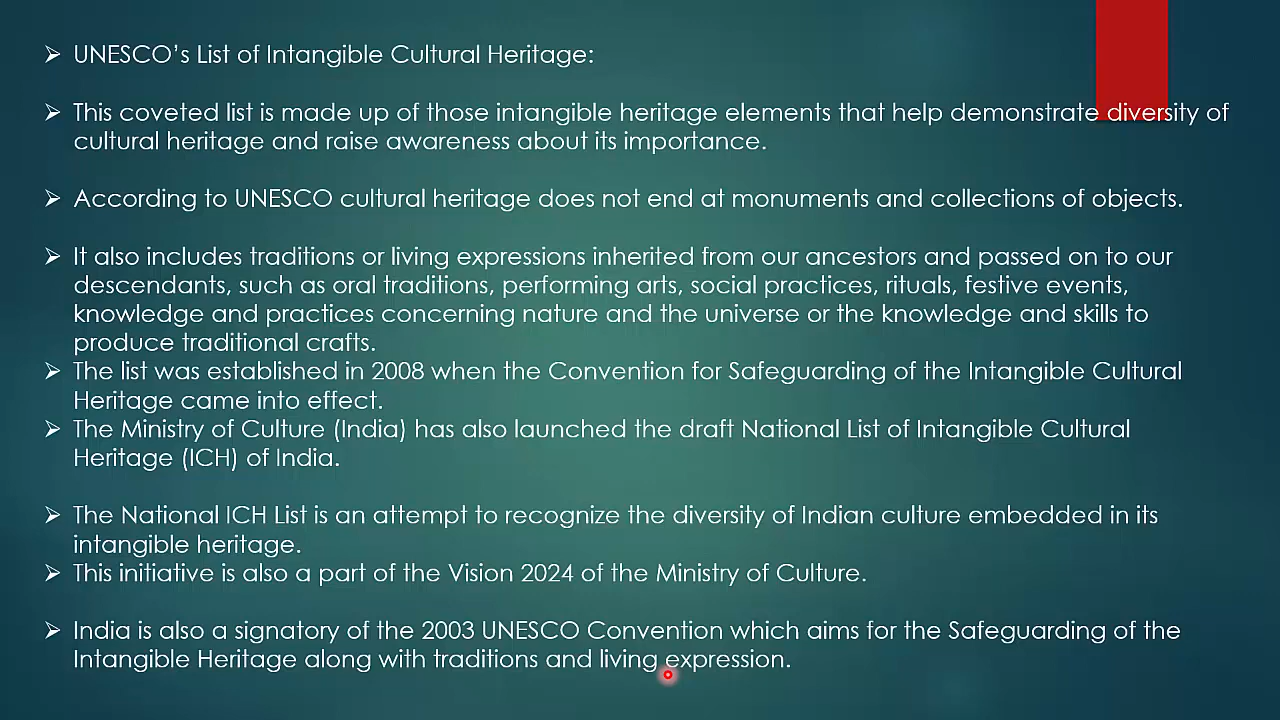 ➢ UNESCO’s List of Intangible Cultural Heritage:
➢ This coveted list is made up of those intangible heritage elements that help demonstrate diversity of
cultural heritage and raise awareness about its importance.
➢ According to UNESCO cultural heritage does not end at monuments and collections of objects.
➢ It also includes traditions or living expressions inherited from our ancestors and passed on to our
descendants, such as oral traditions, performing arts, social practices, rituals, festive events,
knowledge and practices concerning nature and the universe or the knowledge and skills to
produce traditional crafts.
➢ The list was established in 2008 when the Convention for Safeguarding of the Intangible Cultural
Heritage came into effect.
➢ The Ministry of Culture (India) has also launched the draft National List of Intangible Cultural
Heritage (ICH) of India.
➢ The National ICH List is an attempt to recognize the diversity of Indian culture embedded in its
intangible heritage.
➢ This initiative is also a part of the Vision 2024 of the Ministry of Culture.
➢ India is also a signatory of the 2003 UNESCO Convention which aims for the Safeguarding of the
Intangible Heritage along with traditions and living expression.